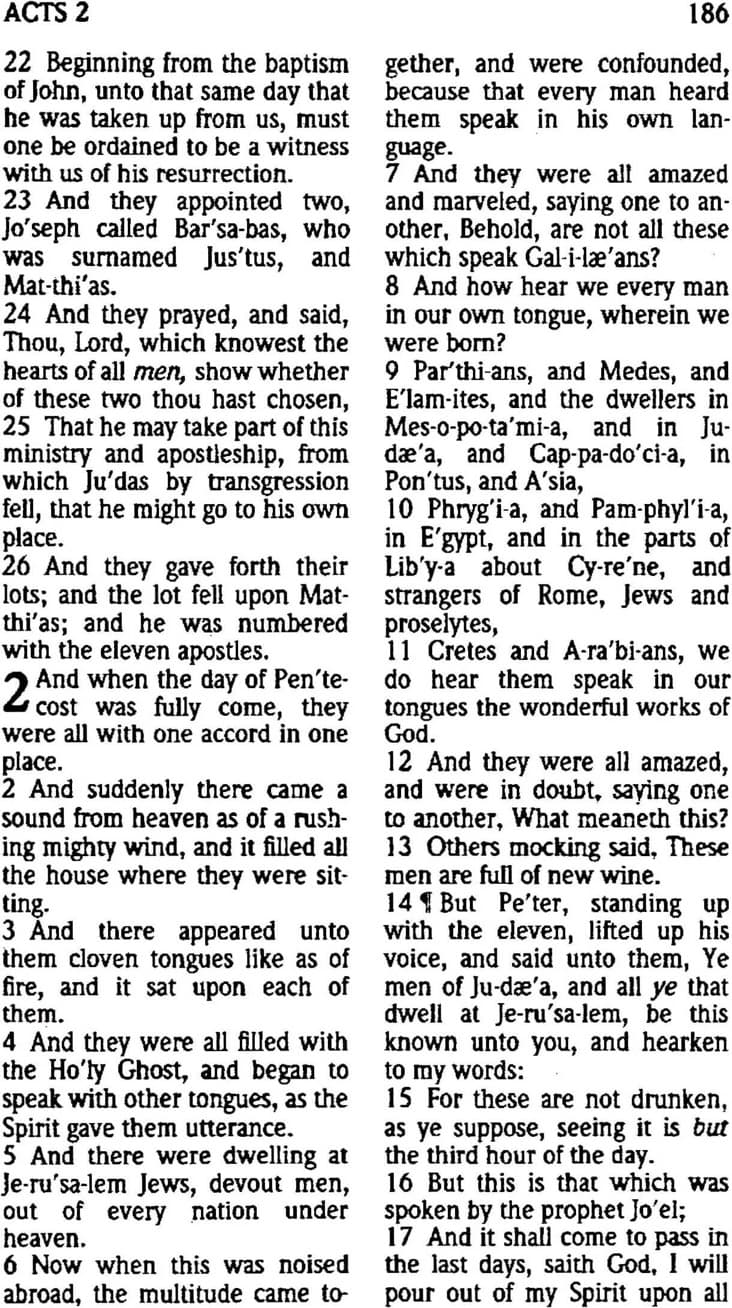 ACTS 2
186
22 Beginning from the baptism
of John, unto that same day that
he was taken up from us, must
one be ordained to be a witness
with us of his resurrection.
23 And they appointed two,
Jo'seph called Bar'sa-bas, who
was surnamed Jus'tus, and
Mat-thi'as.
24 And they prayed, and said,
Thou, Lord, which knowest the
hearts of all men, show whether
of these two thou hast chosen,
25 That he may take part of this
ministry and apostleship, from
which Ju'das by transgression
fell, that he might go to his own
place.
26 And they gave forth their
lots; and the lot fell upon Mat-
thi'as; and he was numbered
with the eleven apostles.
2 And when the day of Pen'te-
cost was fully come, they
were all with one accord in one
place.
2 And suddenly there came a
sound from heaven as of a rush-
ing mighty wind, and it filled all
the house where they were sit-
ting.
3 And there appeared unto
them cloven tongues like as of
fire, and it sat upon each of
them.
4 And they were all filled with
the Ho'ly Ghost, and began to
speak with other tongues, as the
Spirit gave them utterance.
5 And there were dwelling at
Je-ru'sa-lem Jews, devout men,
out of every nation under
heaven.
6 Now when this was noised
abroad, the multitude came to-
gether, and were confounded,
because that every man heard
them speak in his own lan-
guage.
7 And they were all amazed
and marveled, saying one to an-
other, Behold, are not all these
which speak Gal-i-læ'ans?
8 And how hear we every man
in our own tongue, wherein we
were born?
9 Par'thi-ans, and Medes, and
E'lam-ites, and the dwellers in
Mes-o-po-ta'mi-a, and in Ju-
dæ'a, and Cap-pa-do'ci-a, in
Pon'tus, and A'sia,
10 Phryg'i-a, and Pam-phyl'i-a,
in E'gypt, and in the parts of
Lib'y-a about Cy-re'ne, and
strangers of Rome, Jews and
proselytes,
11 Cretes and A-ra'bi-ans, we
do hear them speak in our
tongues the wonderful works of
God.
12 And they were all amazed,
and were in doubt, saying one
to another, What meaneth this?
13 Others mocking said, These
men are full of new wine.
14 ¶ But Pe'ter, standing up
with the eleven, lifted up his
voice, and said unto them, Ye
men of Ju-dæ'a, and all ye that
dwell at Je-ru'sa-lem, be this
known unto you, and hearken
to my words:
15 For these are not drunken,
as ye suppose, seeing it is but
the third hour of the day.
16 But this is that which was
spoken by the prophet Jo'el;
17 And it shall come to pass in
the last days, saith God, I will
pour out of my Spirit upon all